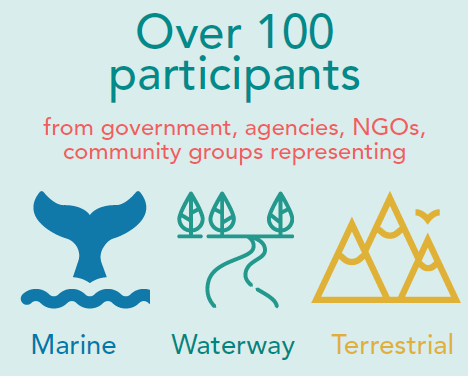 Over 100
participants
from government, agencies, NGOs,
community groups representing
Marine Waterway Terrestrial